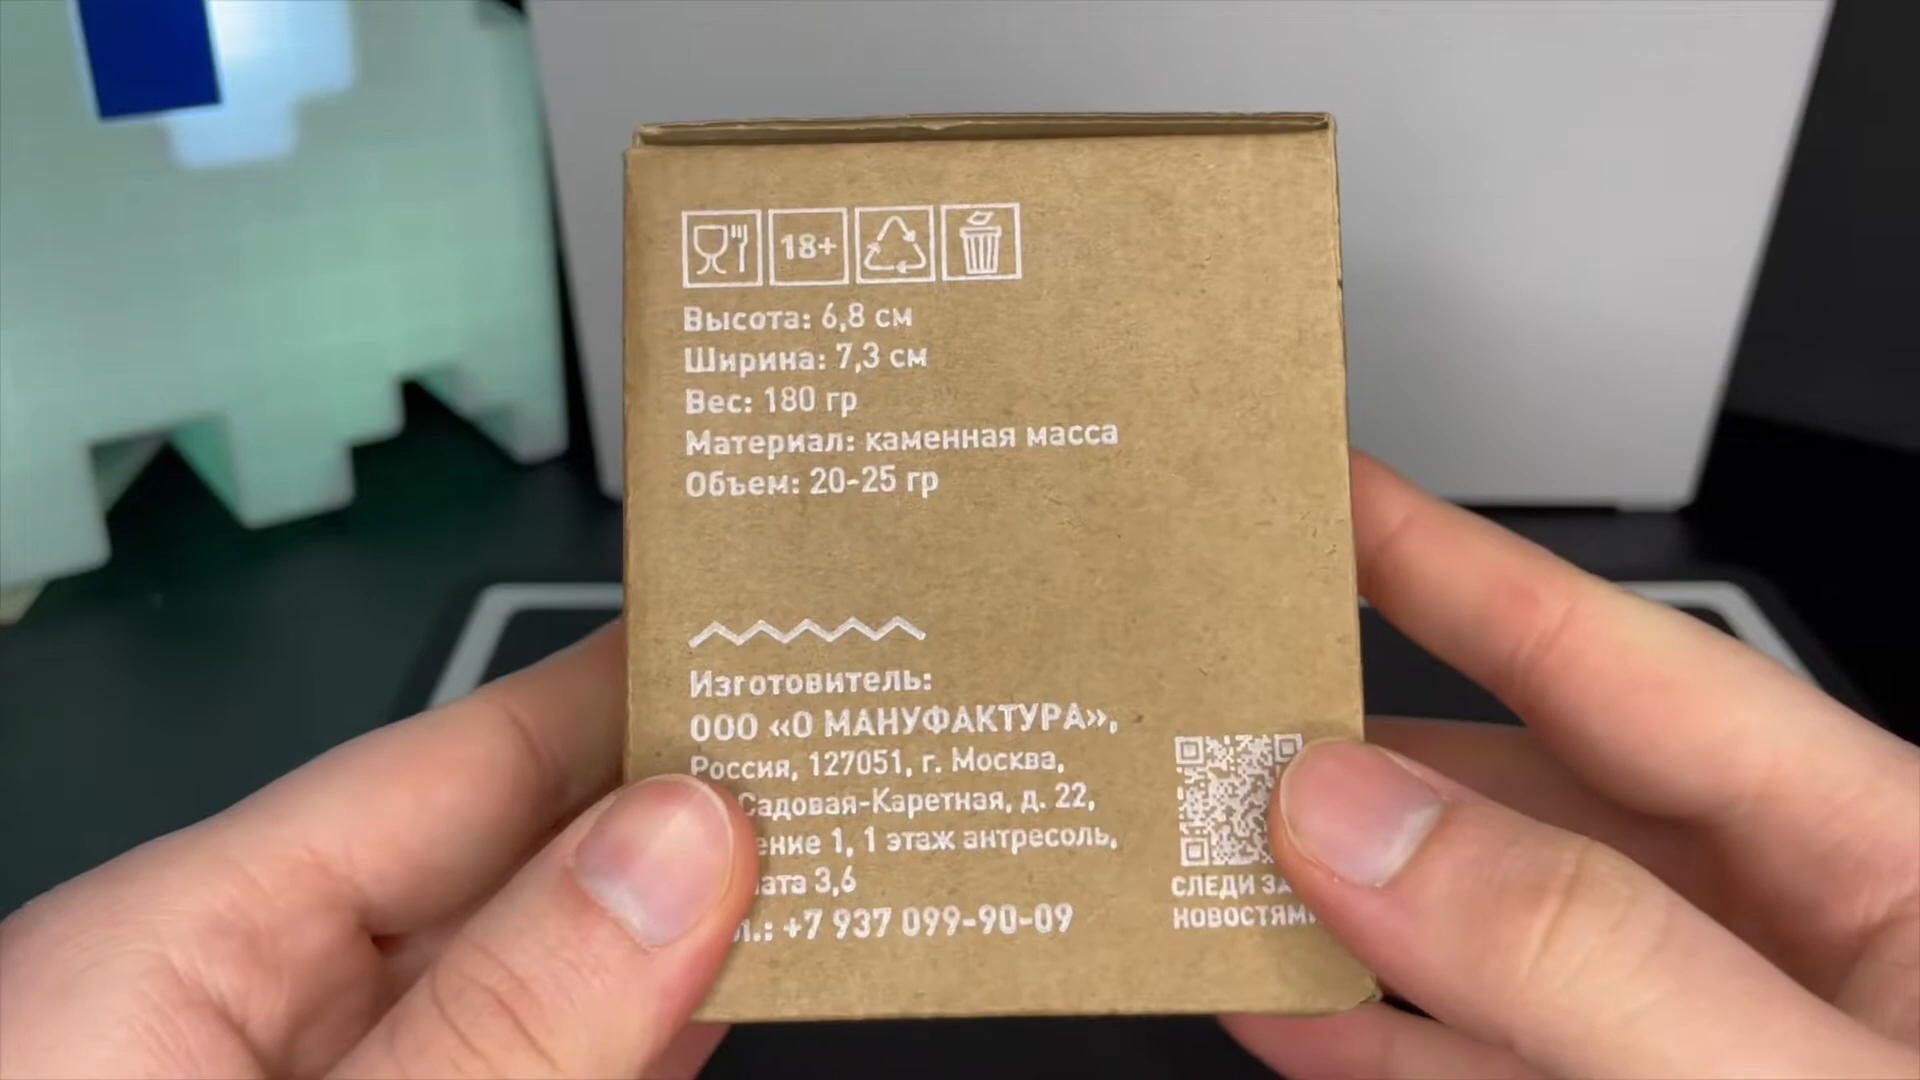 18+
Высота: 6,8 см
Ширина: 7,3 см
Вес: 180 гр
Материал: каменная масса
Объем: 20-25 гр
Изготовитель:
ООО «О МАНУФАКТУРА»,
Россия, 127051, г. Москва,
Садовая-Каретная, д. 22,
1, 1 этаж антресоль,
3,6
+7 937 099-90-09
СЛЕДИ ЗА
НОВОСТЯМИ